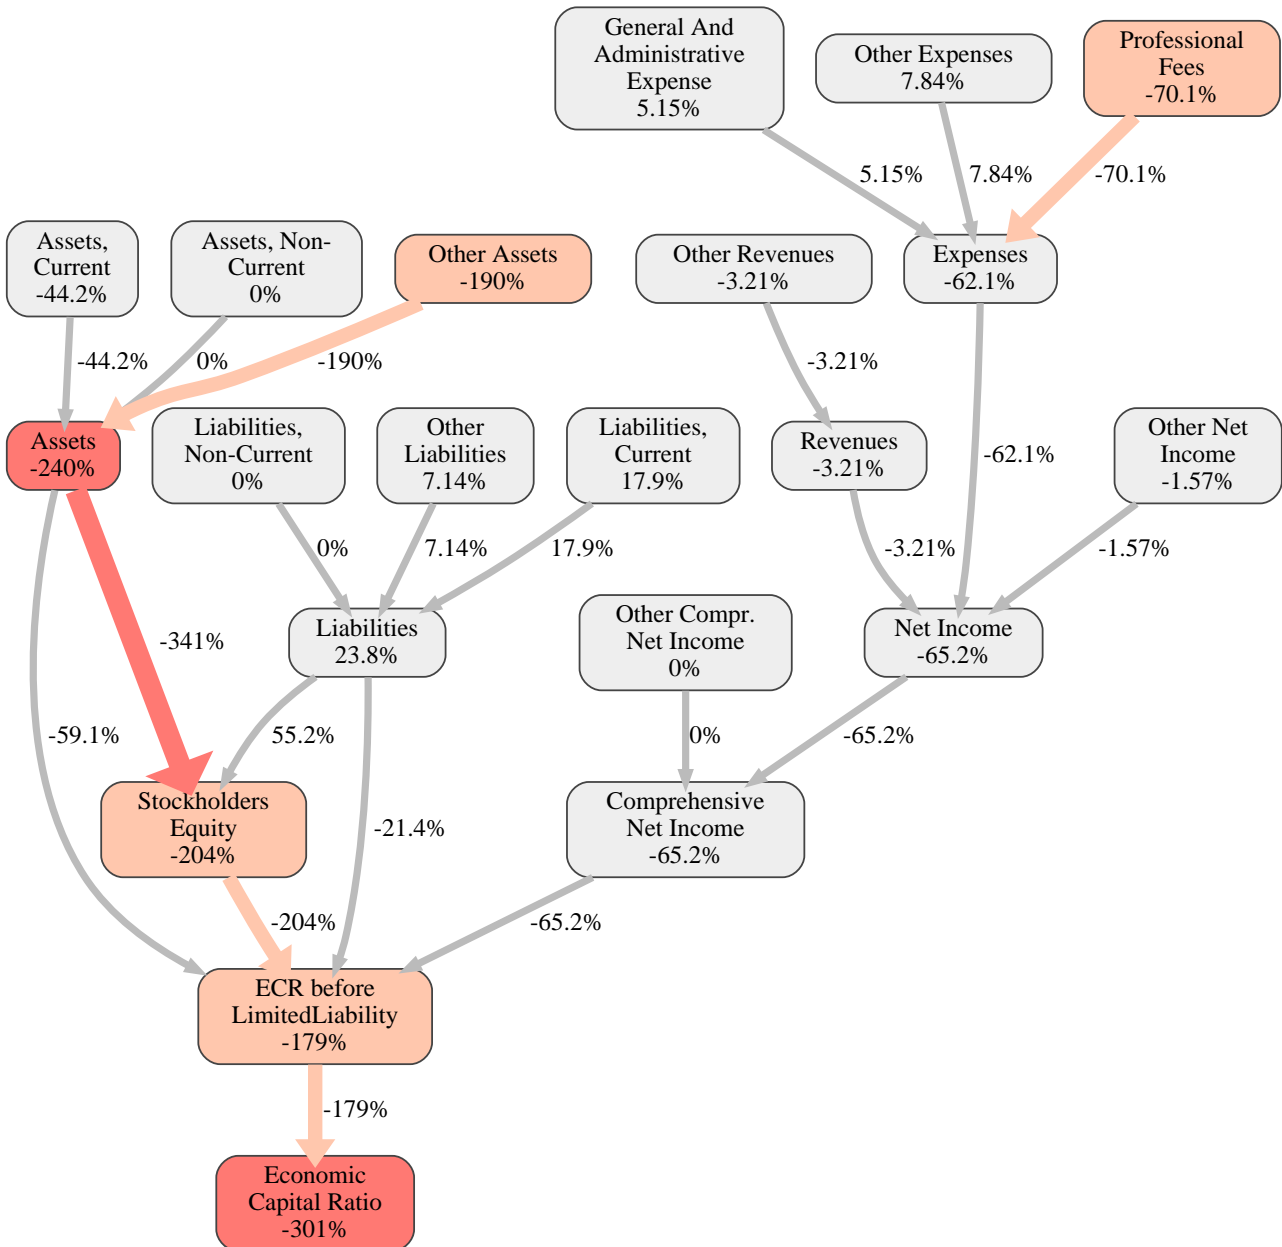 General And
Administrative
Expense
5.15%
Other Expenses
7.84%
Professional
Fees
-70.1%
5.15%
7.84%
-70.1%
Assets,
Current
-44.2%
Assets, Non-
Current
0%
Other Assets
-190%
Other Revenues
-3.21%
Expenses
-62.1%
-44.2%
0%
-190%
-3.21%
-62.1%
Assets
-240%
Liabilities,
Non-Current
0%
Other
Liabilities
7.14%
Liabilities,
Current
17.9%
Revenues
-3.21%
Other Net
Income
-1.57%
0%
7.14%
17.9%
-3.21%
-1.57%
-341%
Liabilities
23.8%
Other Compr.
Net Income
0%
Net Income
-65.2%
-59.1%
55.2%
0%
-65.2%
Stockholders
Equity
-204%
-21.4%
Comprehensive
Net Income
-65.2%
-204%
-65.2%
ECR before
LimitedLiability
-179%
-179%
Economic
Capital Ratio
-301%